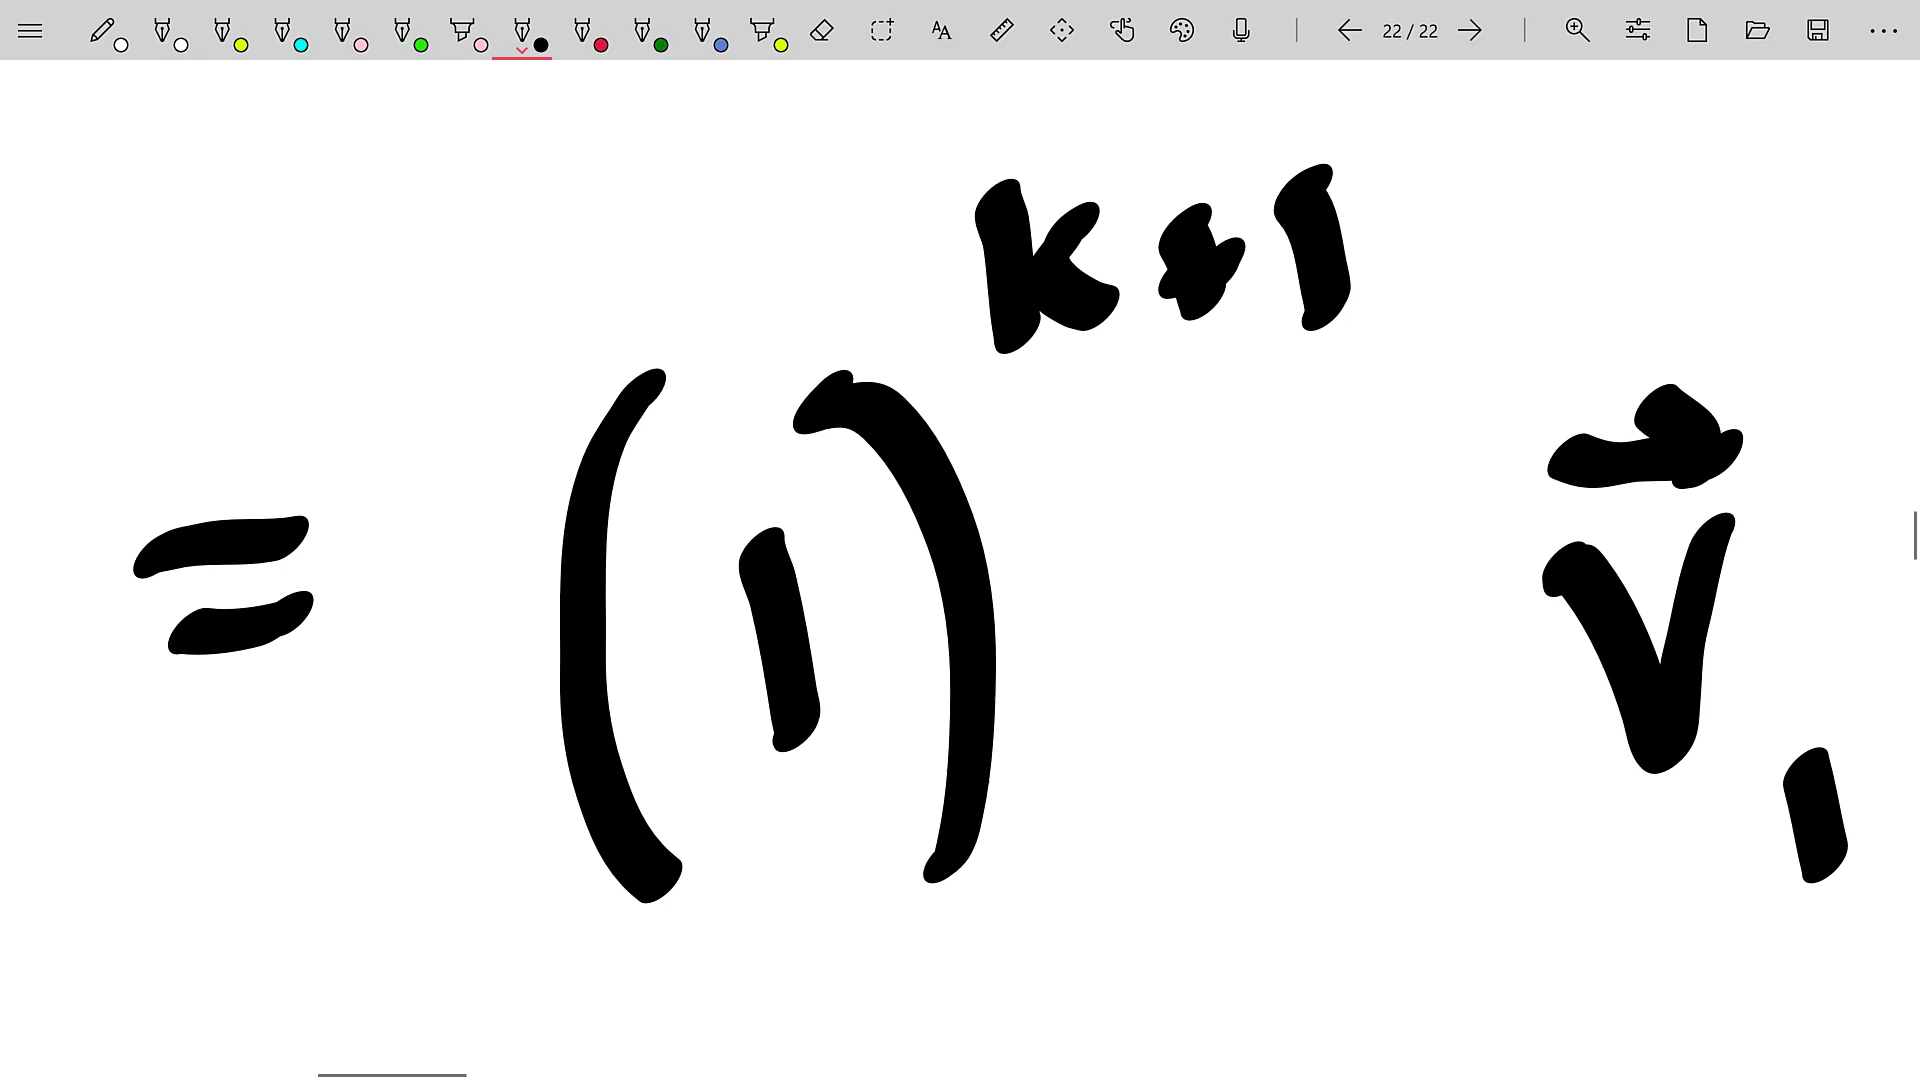 22 / 22
= (1)^{k+1} \vec{v}_1